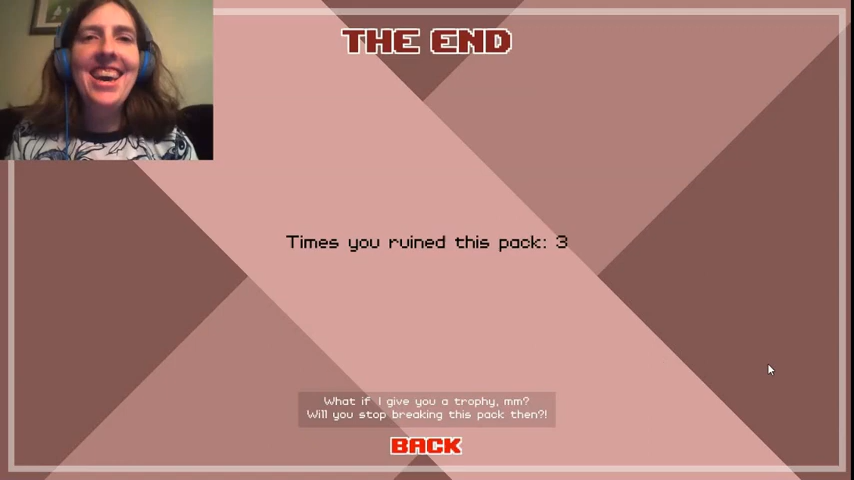 THE END
Times you ruined this pack: 3
What if I give you a trophy, mm?
Will you stop breaking this pack then?!
BACK